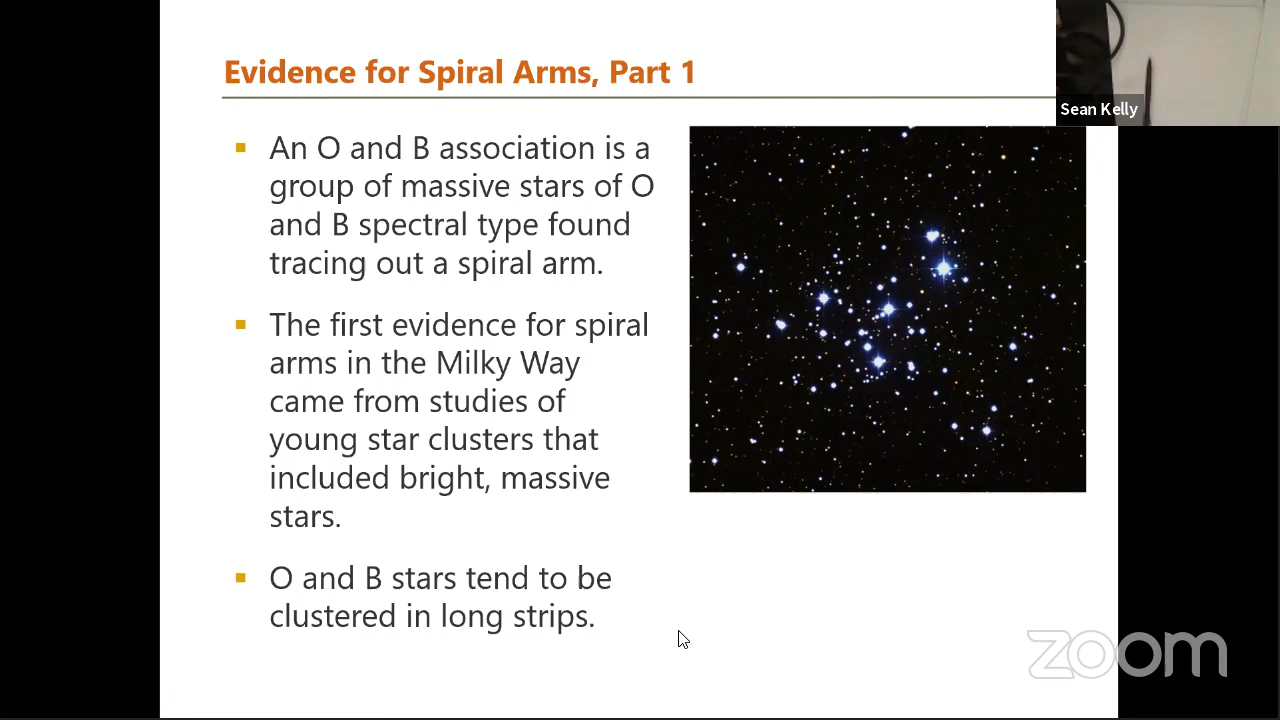 Evidence for Spiral Arms, Part 1
Sean Kelly
▪ An O and B association is a
group of massive stars of O
and B spectral type found
tracing out a spiral arm.
▪ The first evidence for spiral
arms in the Milky Way
came from studies of
young star clusters that
included bright, massive
stars.
▪ O and B stars tend to be
clustered in long strips.
zoom